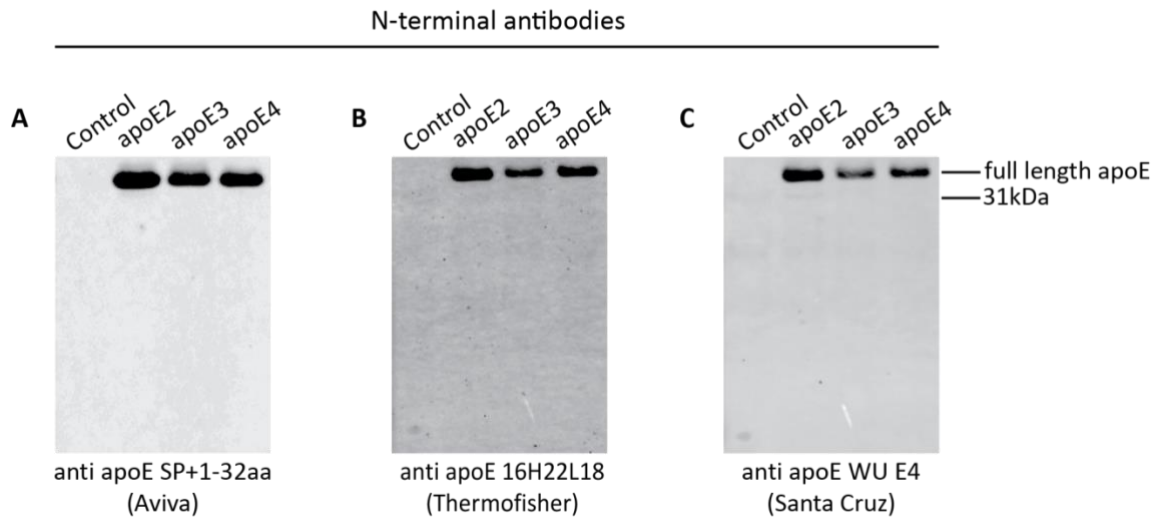 N-terminal antibodies
A
Control apoE2 apoE3 apoE4
B
Control apoE2 apoE3 apoE4
C
Control apoE2 apoE3 apoE4
full length apoE
31kDa
anti apoE SP+1-32aa
(Aviva)
anti apoE 16H22L18
(Thermofisher)
anti apoE WU E4
(Santa Cruz)